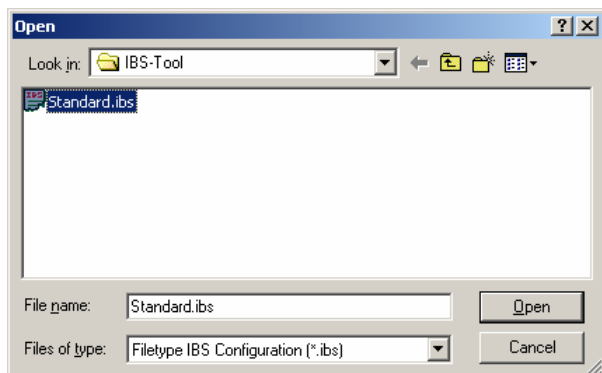 Open
Look in: IBS-Tool
Standard.ibs
File name: Standard.ibs Open
Files of type: Filetype IBS Configuration (*.ibs) Cancel